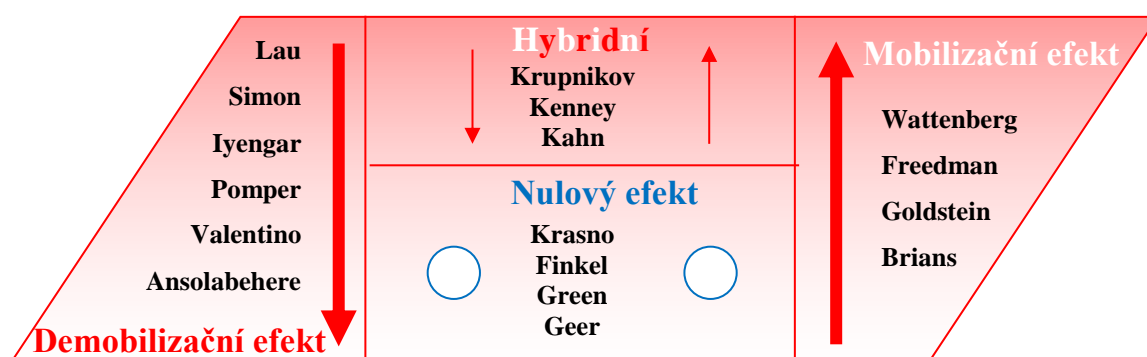 Lau
Simon
Iyengar
Pomper
Valentino
Ansolabehere
Demobilizační efekt
Hybridní
Krupnikov
Kenney
Kahn
Nulový efekt
Krasno
Finkel
Green
Geer
Mobilizační efekt
Wattenberg
Freedman
Goldstein
Brians